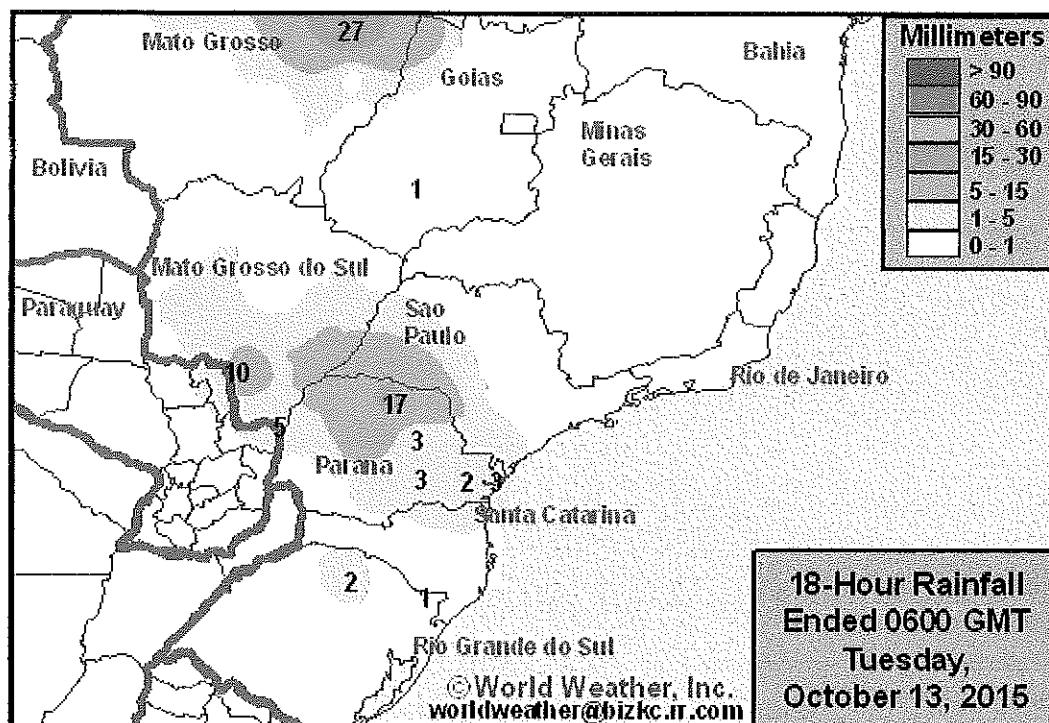 27
Mato Grosso
Goias
Bahia
Millimeters
> 90
60 - 90
30 - 60
15 - 30
5 - 15
1 - 5
0 - 1
Minas
Gerais
Bolivia
1
Mato Grosso do Sul
Paraguay
Sao
Paulo
10
Rio de Janeiro
17
5
3
Parana
3
2
3
Santa Catarina
2
1
Rio Grande do Sul
©World Weather, Inc.
worldweather@bizkc.rr.com
18-Hour Rainfall
Ended 0600 GMT
Tuesday,
October 13, 2015